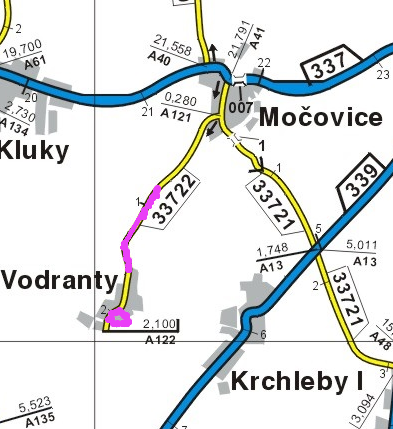 19,700
A61
20
2,730
A134
Kluky
21,558
A40
21,791
A41
22
337
23
21
0,280
A121
007
Močovice
1
1
1
33722
33721
339
5
1,748
A13
5,011
A13
Vodranty
2
2
33721
2,100
A122
6
15
A48
3
Krchleby I
3,094
5,523
A135
7